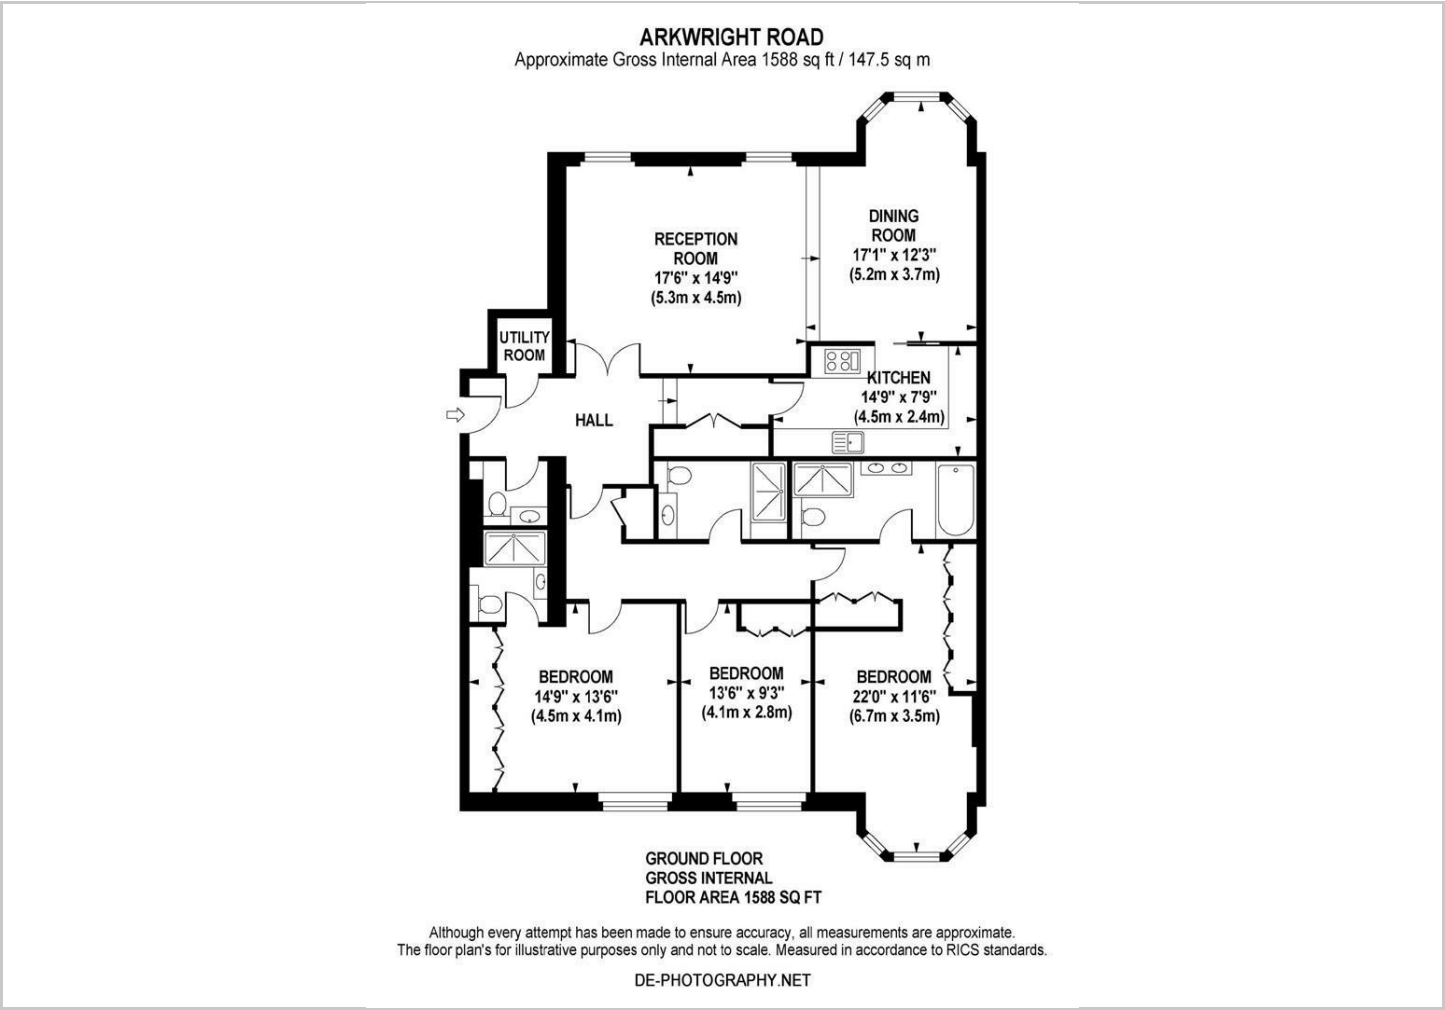 ARKWRIGHT ROAD
Approximate Gross Internal Area 1588 sq ft / 147.5 sq m
DINING
ROOM
17'1" x 12'3"
(5.2m x 3.7m)
RECEPTION
ROOM
17'6" x 14'9"
(5.3m x 4.5m)
UTILITY
ROOM
KITCHEN
14'9" x 7'9"
(4.5m x 2.4m)
HALL
BEDROOM
14'9" x 13'6"
(4.5m x 4.1m)
BEDROOM
13'6" x 9'3"
(4.1m x 2.8m)
BEDROOM
22'0" x 11'6"
(6.7m x 3.5m)
GROUND FLOOR
GROSS INTERNAL
FLOOR AREA 1588 SQ FT
Although every attempt has been made to ensure accuracy, all measurements are approximate.
The floor plan's for illustrative purposes only and not to scale. Measured in accordance to RICS standards.
DE-PHOTOGRAPHY.NET